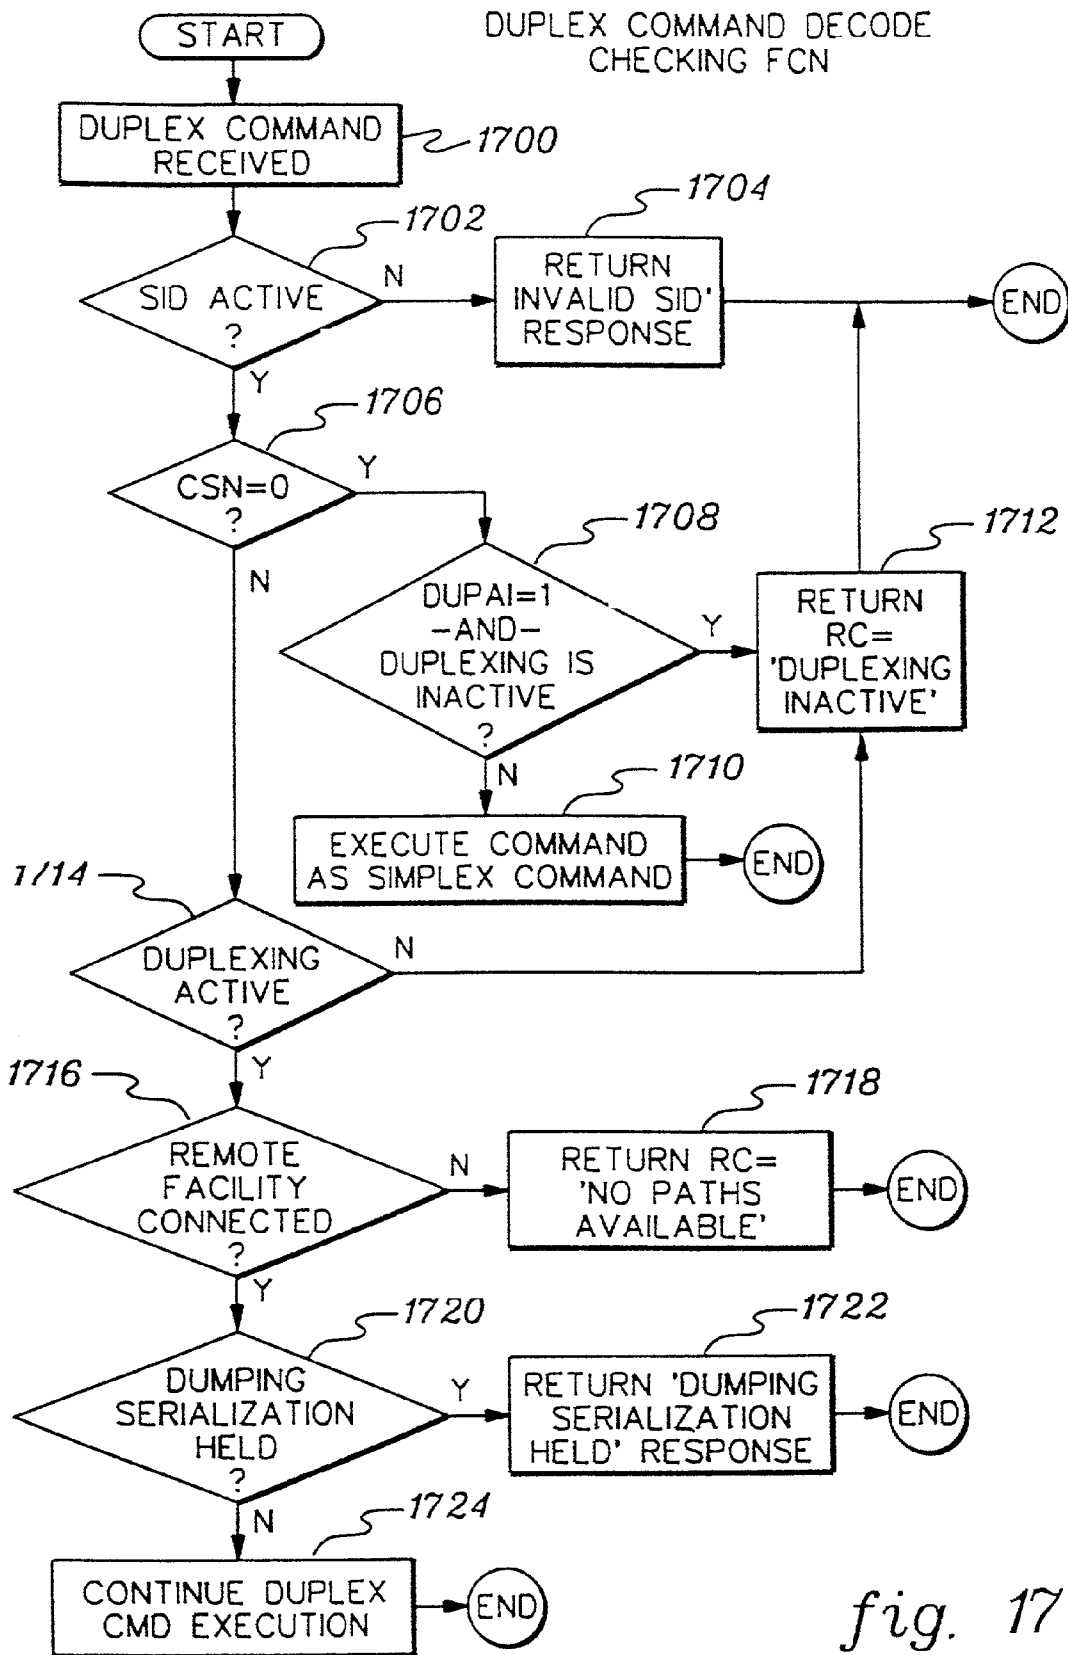 START
DUPLEX COMMAND DECODE
CHECKING FCN
DUPLEX COMMAND
RECEIVED
1700
1702
SID ACTIVE
?
N
Y
1704
RETURN
INVALID SID'
RESPONSE
END
1706
CSN=0
?
Y
N
1708
DUPAI=1
-AND-
DUPLEXING IS
INACTIVE
?
Y
N
1712
RETURN
RC=
'DUPLEXING
INACTIVE'
1710
EXECUTE COMMAND
AS SIMPLEX COMMAND
END
1714
DUPLEXING
ACTIVE
?
N
Y
1716
REMOTE
FACILITY
CONNECTED
?
N
Y
1718
RETURN RC=
'NO PATHS
AVAILABLE'
END
1720
DUMPING
SERIALIZATION
HELD
?
Y
N
1722
RETURN 'DUMPING
SERIALIZATION
HELD' RESPONSE
END
1724
CONTINUE DUPLEX
CMD EXECUTION
END
fig. 17